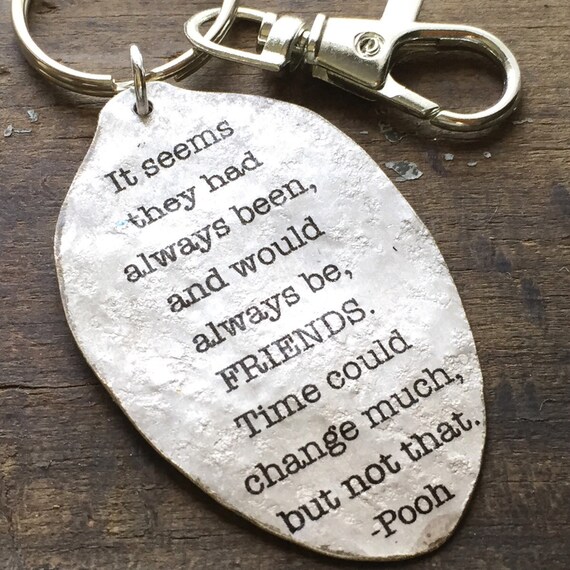 It seems
they had
always been,
and would
always be,
FRIENDS.
Time could
change much,
but not that.
-Pooh